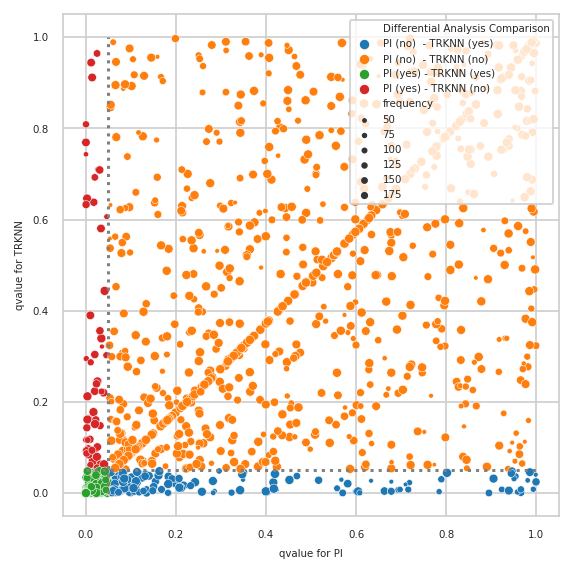 Differential Analysis Comparison
PI (no)  - TRKNN (yes)
PI (no)  - TRKNN (no)
PI (yes) - TRKNN (yes)
PI (yes) - TRKNN (no)
frequency
50
75
100
125
150
175
1.0
0.8
0.6
0.4
0.2
0.0
qvalue for TRKNN
0.0 0.2 0.4 0.6 0.8 1.0
qvalue for PI